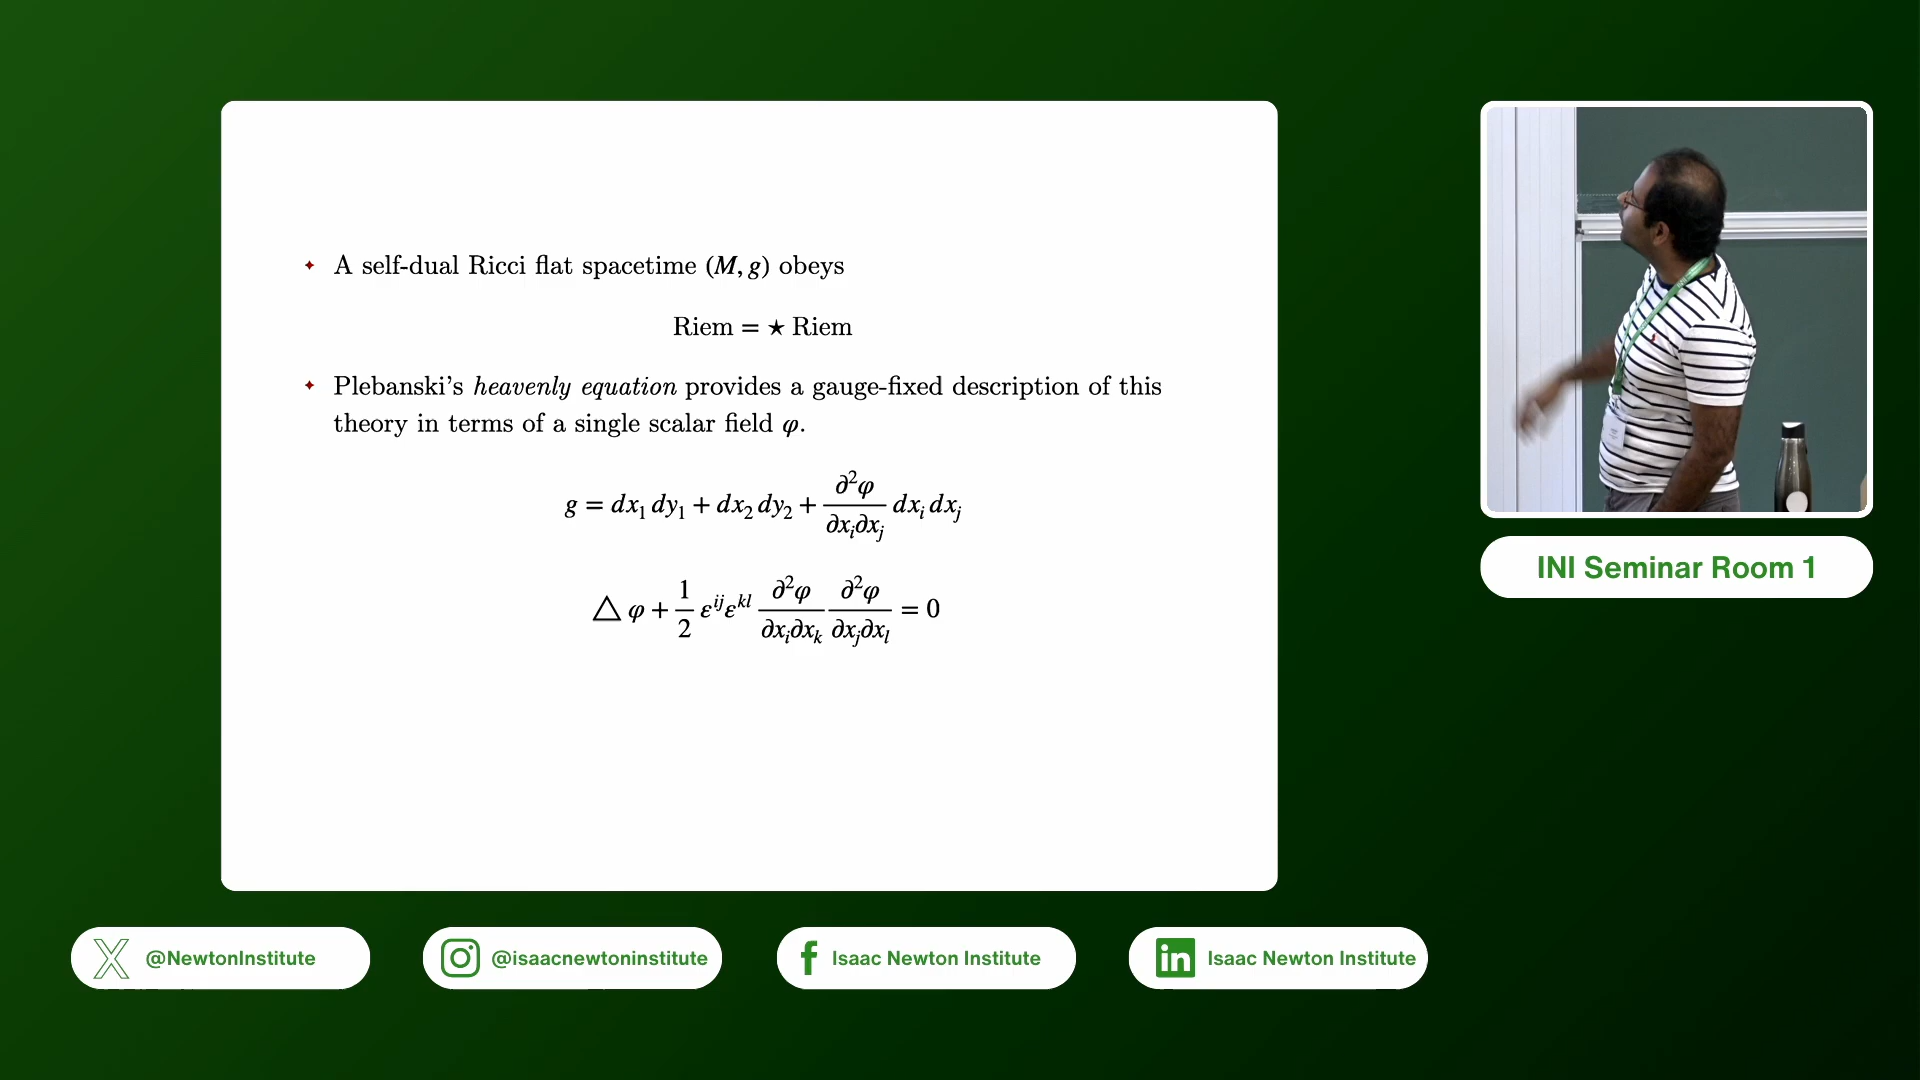 A self-dual Ricci flat spacetime (M, g) obeys
Riem = ⋆ Riem
Plebanski's heavenly equation provides a gauge-fixed description of this
theory in terms of a single scalar field φ.
g = dx₁ dy₁ + dx₂ dy₂ + ∂²φ/∂xᵢ∂xⱼ dxᵢ dxⱼ
△ φ + 1/2 εⁱʲεᵏˡ ∂²φ/∂xᵢ∂xₖ ∂²φ/∂xⱼ∂xₗ = 0
INI Seminar Room 1
@NewtonInstitute
@isaacnewtoninstitute
Isaac Newton Institute
Isaac Newton Institute